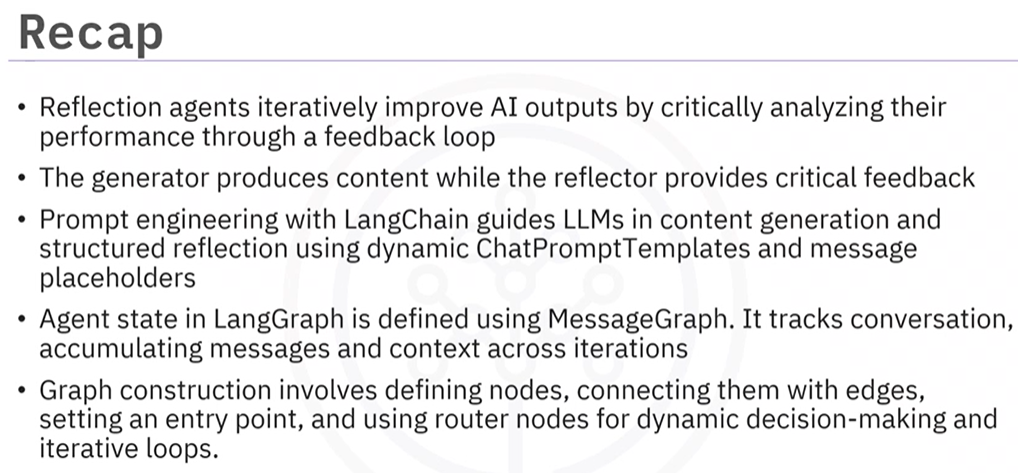 Recap
• Reflection agents iteratively improve AI outputs by critically analyzing their
performance through a feedback loop
• The generator produces content while the reflector provides critical feedback
• Prompt engineering with LangChain guides LLMs in content generation and
structured reflection using dynamic ChatPromptTemplates and message
placeholders
• Agent state in LangGraph is defined using MessageGraph. It tracks conversation,
accumulating messages and context across iterations
• Graph construction involves defining nodes, connecting them with edges,
setting an entry point, and using router nodes for dynamic decision-making and
iterative loops.